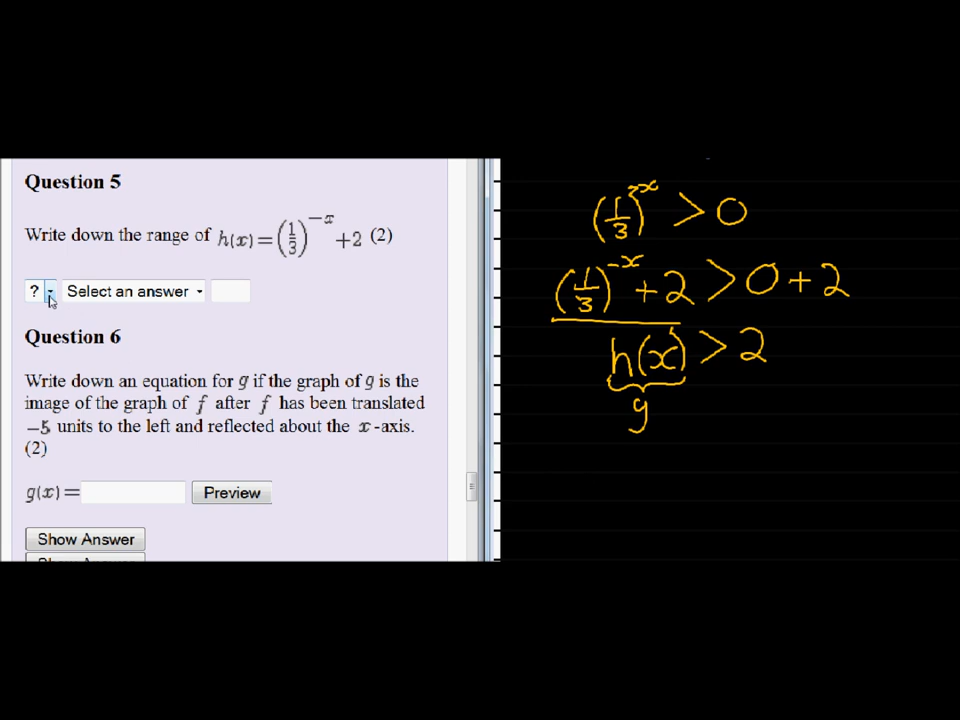 Question 5
Write down the range of h(x) = (1/3)^−x + 2 (2)
? Select an answer
Question 6
Write down an equation for g if the graph of g is the
image of the graph of f after f has been translated
−5 units to the left and reflected about the x-axis.
(2)
g(x) = Preview
Show Answer
(1/3)^-x > 0
(1/3)^-x + 2 > 0 + 2
h(x) > 2
y